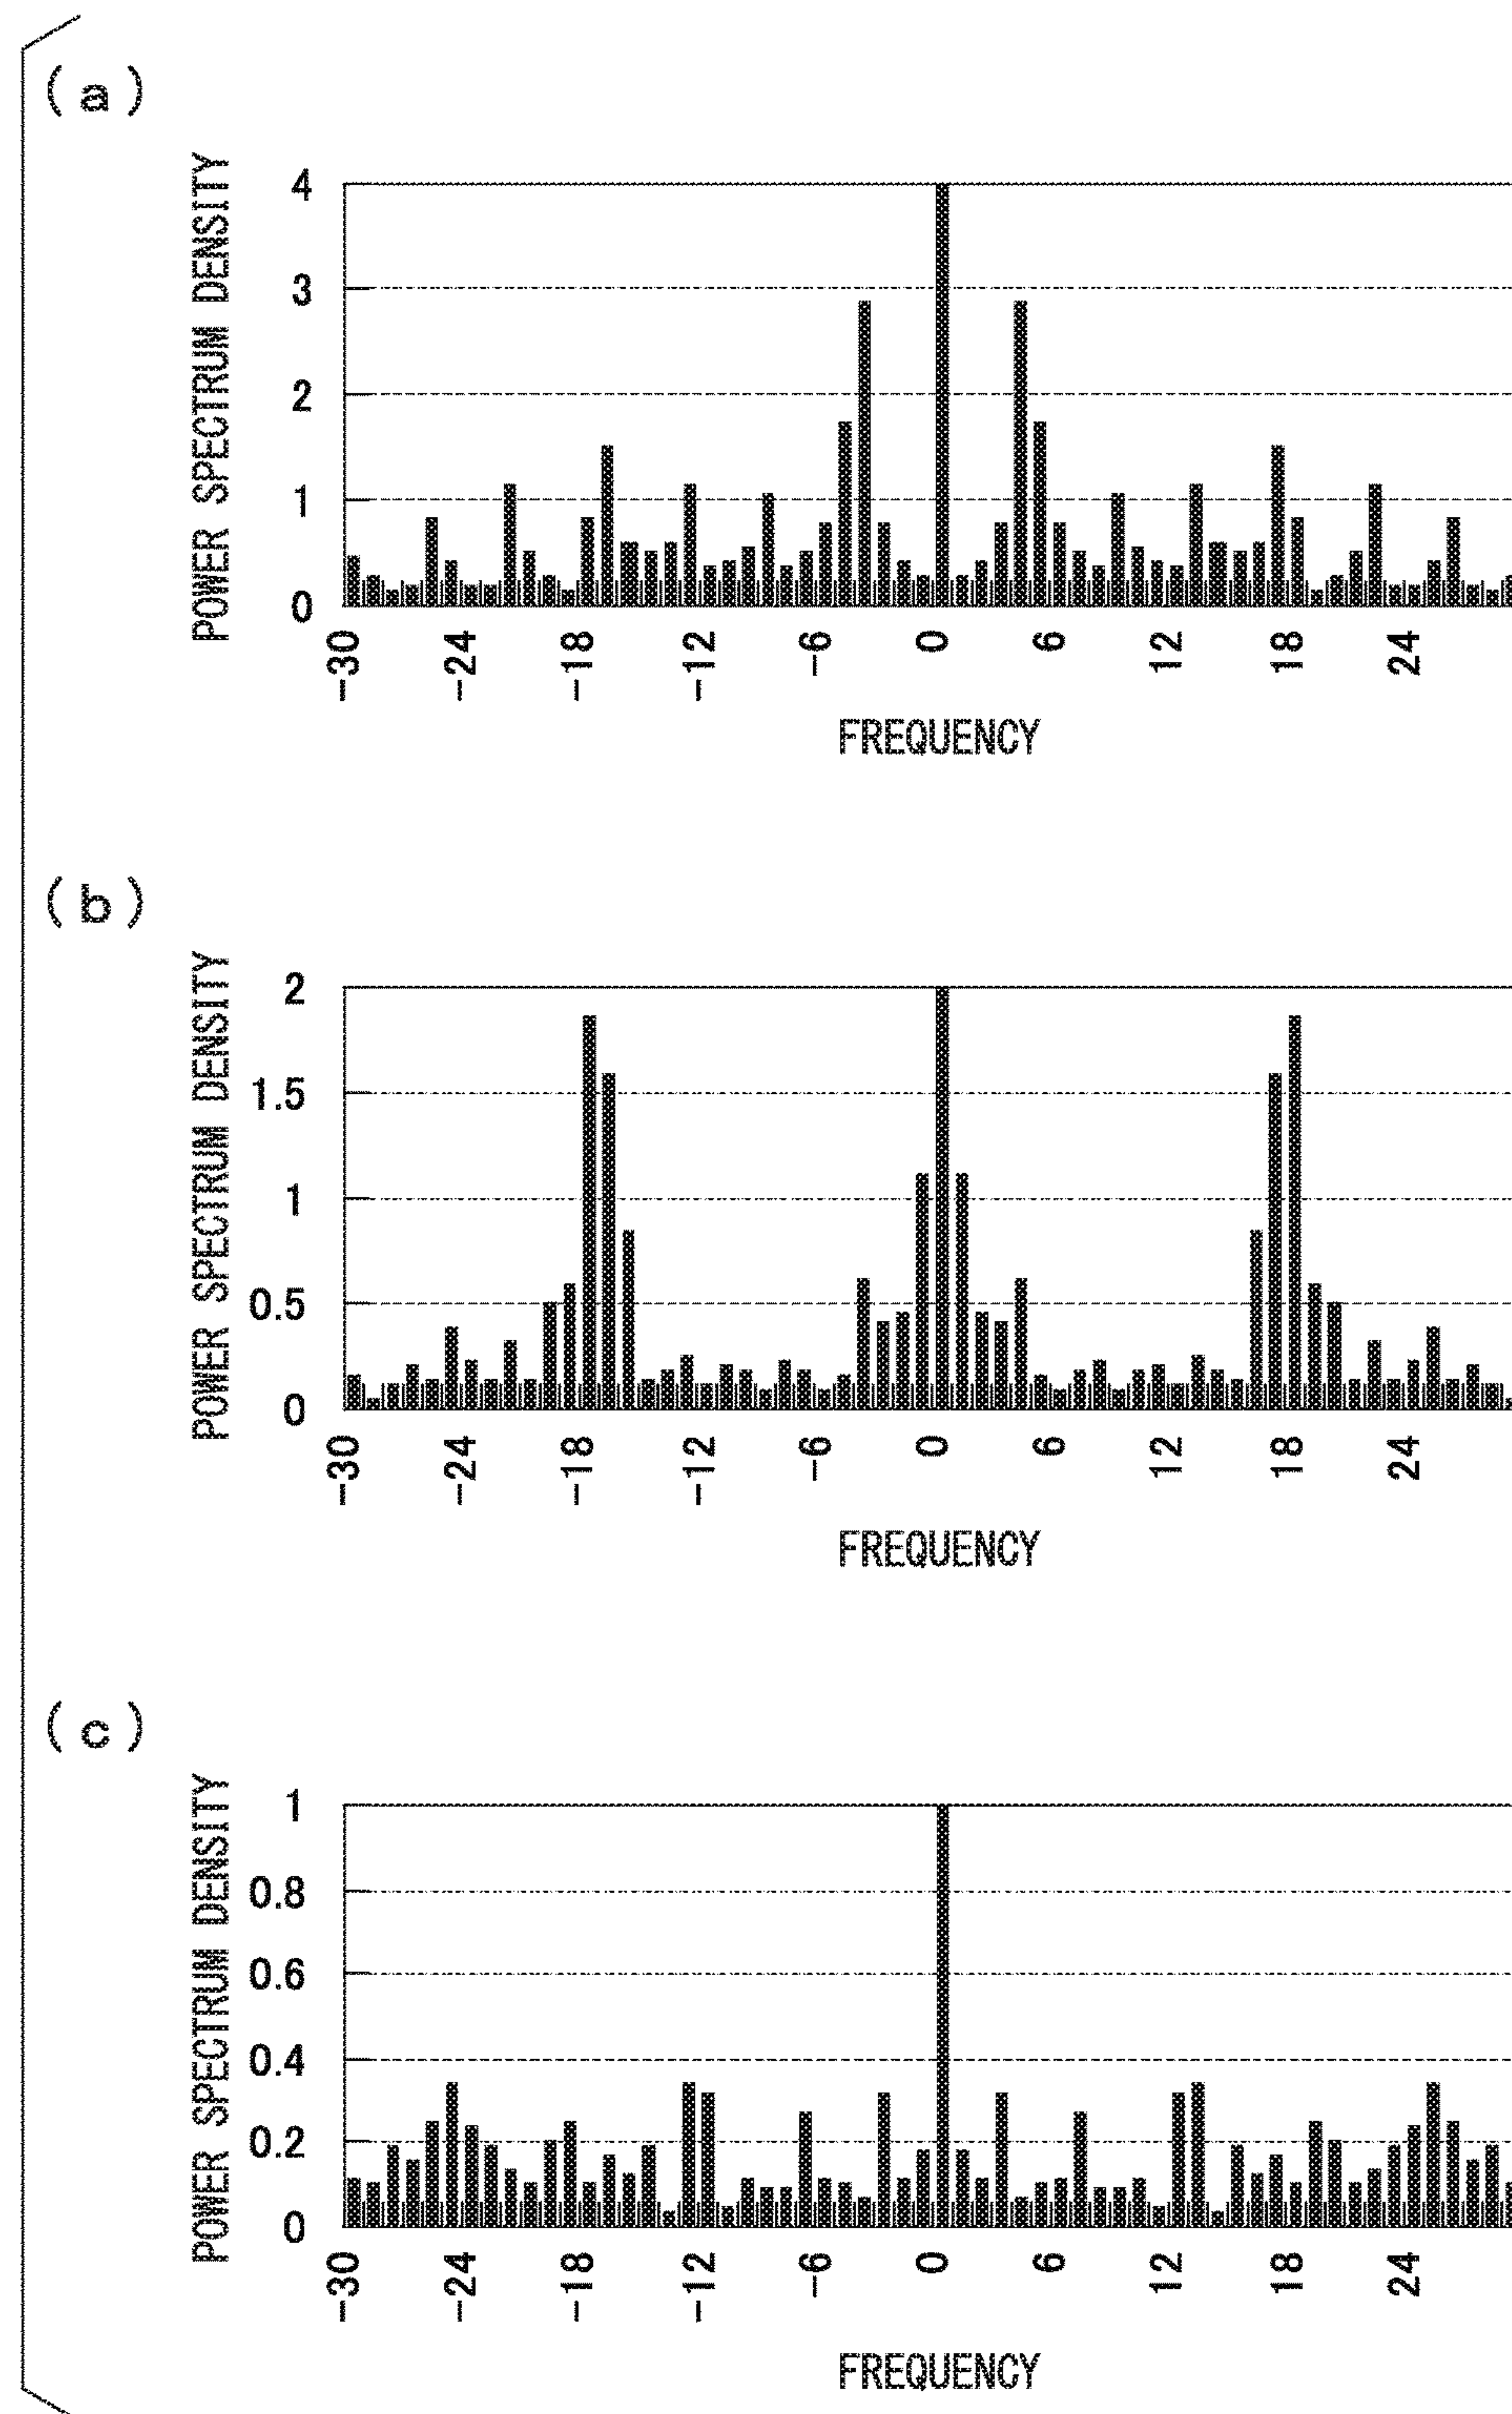 (a)
POWER SPECTRUM DENSITY
4
3
2
1
0
-30 -24 -18 -12 -6 0 6 12 18 24
FREQUENCY
(b)
POWER SPECTRUM DENSITY
2
1.5
1
0.5
0
-30 -24 -18 -12 -6 0 6 12 18 24
FREQUENCY
(c)
POWER SPECTRUM DENSITY
1
0.8
0.6
0.4
0.2
0
-30 -24 -18 -12 -6 0 6 12 18 24
FREQUENCY